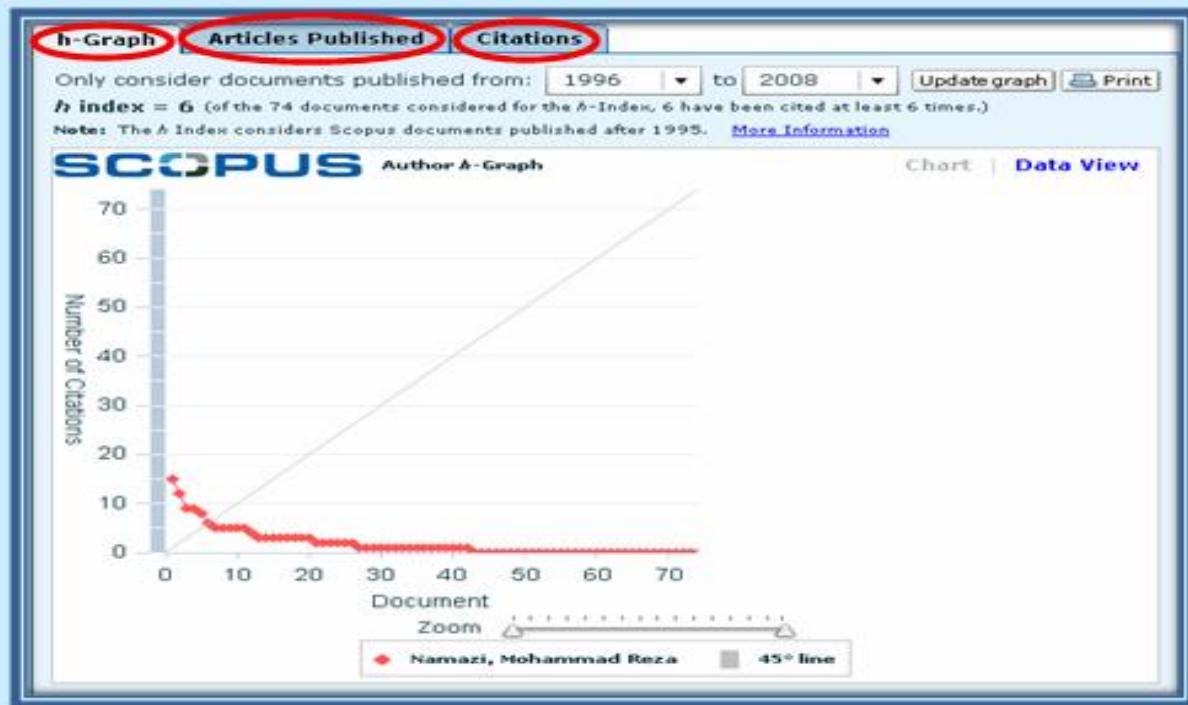 h-Graph Articles Published Citations
Only consider documents published from: 1996 to 2008 Update graph Print
h index = 6 (of the 74 documents considered for the h-Index, 6 have been cited at least 6 times.)
Note: The h Index considers Scopus documents published after 1995. More Information
SCOPUS Author h-Graph Chart | Data View
70
60
50
40
30
20
10
0
Number of Citations
0 10 20 30 40 50 60 70
Document
Zoom
Namazi, Mohammad Reza 45° line